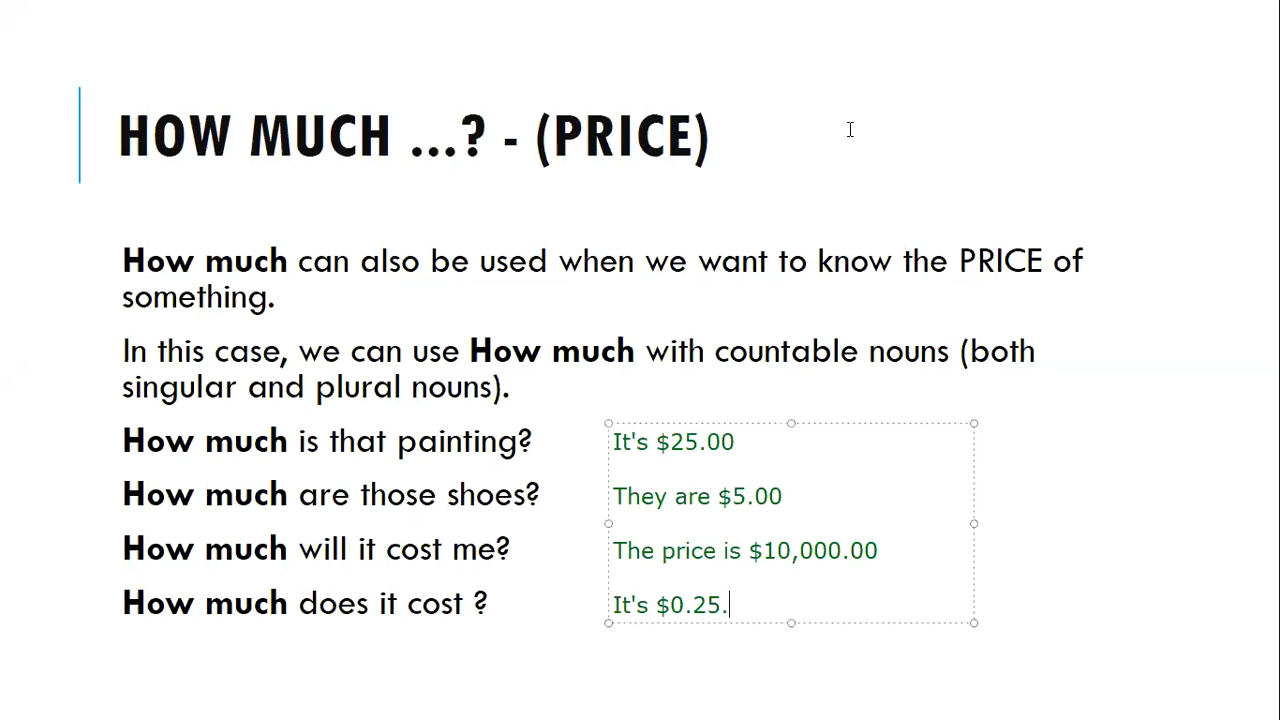 HOW MUCH ...? - (PRICE)
How much can also be used when we want to know the PRICE of
something.
In this case, we can use How much with countable nouns (both
singular and plural nouns).
How much is that painting? It's $25.00
How much are those shoes? They are $5.00
How much will it cost me? The price is $10,000.00
How much does it cost ? It's $0.25.